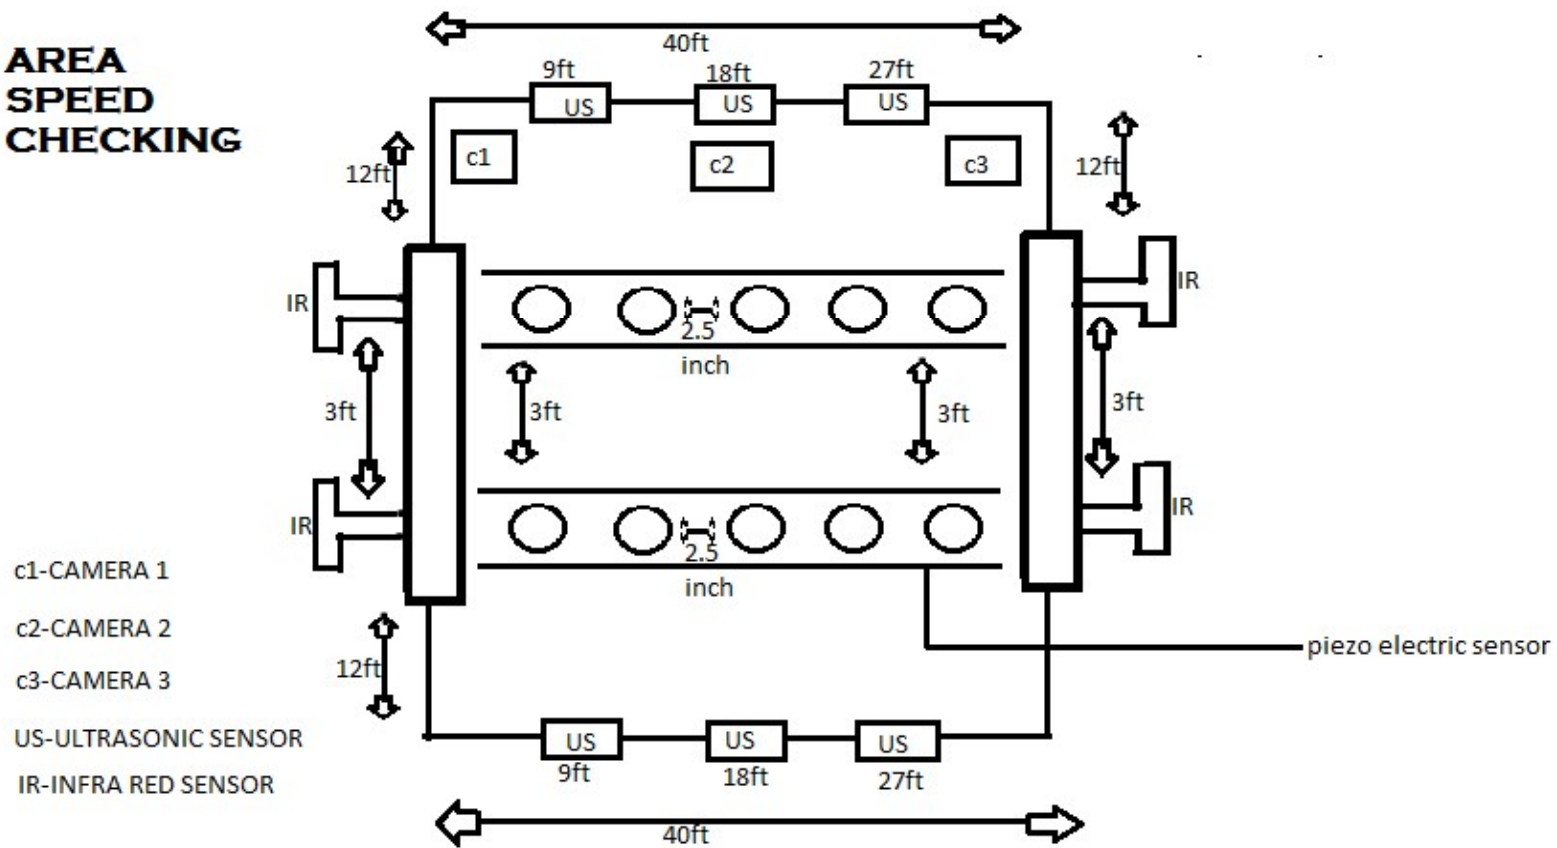 AREA
SPEED
CHECKING
40ft
9ft
18ft
27ft
US
US
US
12ft
c1
c2
c3
12ft
IR
IR
2.5
inch
3ft
3ft
3ft
3ft
IR
IR
2.5
inch
c1-CAMERA 1
c2-CAMERA 2
c3-CAMERA 3
US-ULTRASONIC SENSOR
IR-INFRA RED SENSOR
12ft
piezo electric sensor
US
US
US
9ft
18ft
27ft
40ft